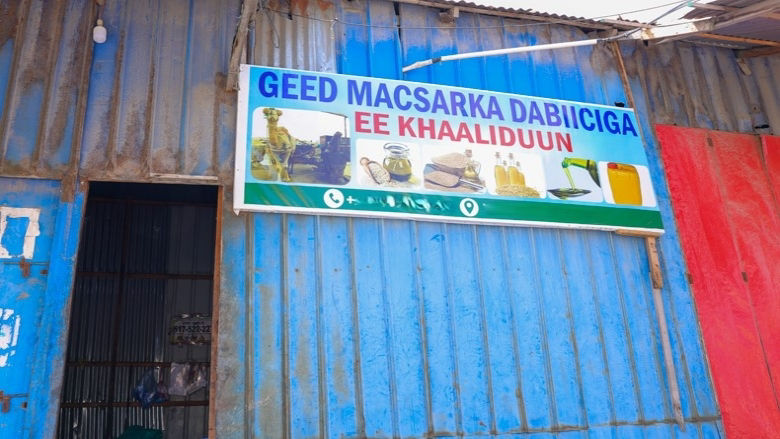 GEED MACSARKA DABIICIGA
EE KHAALIDUUN